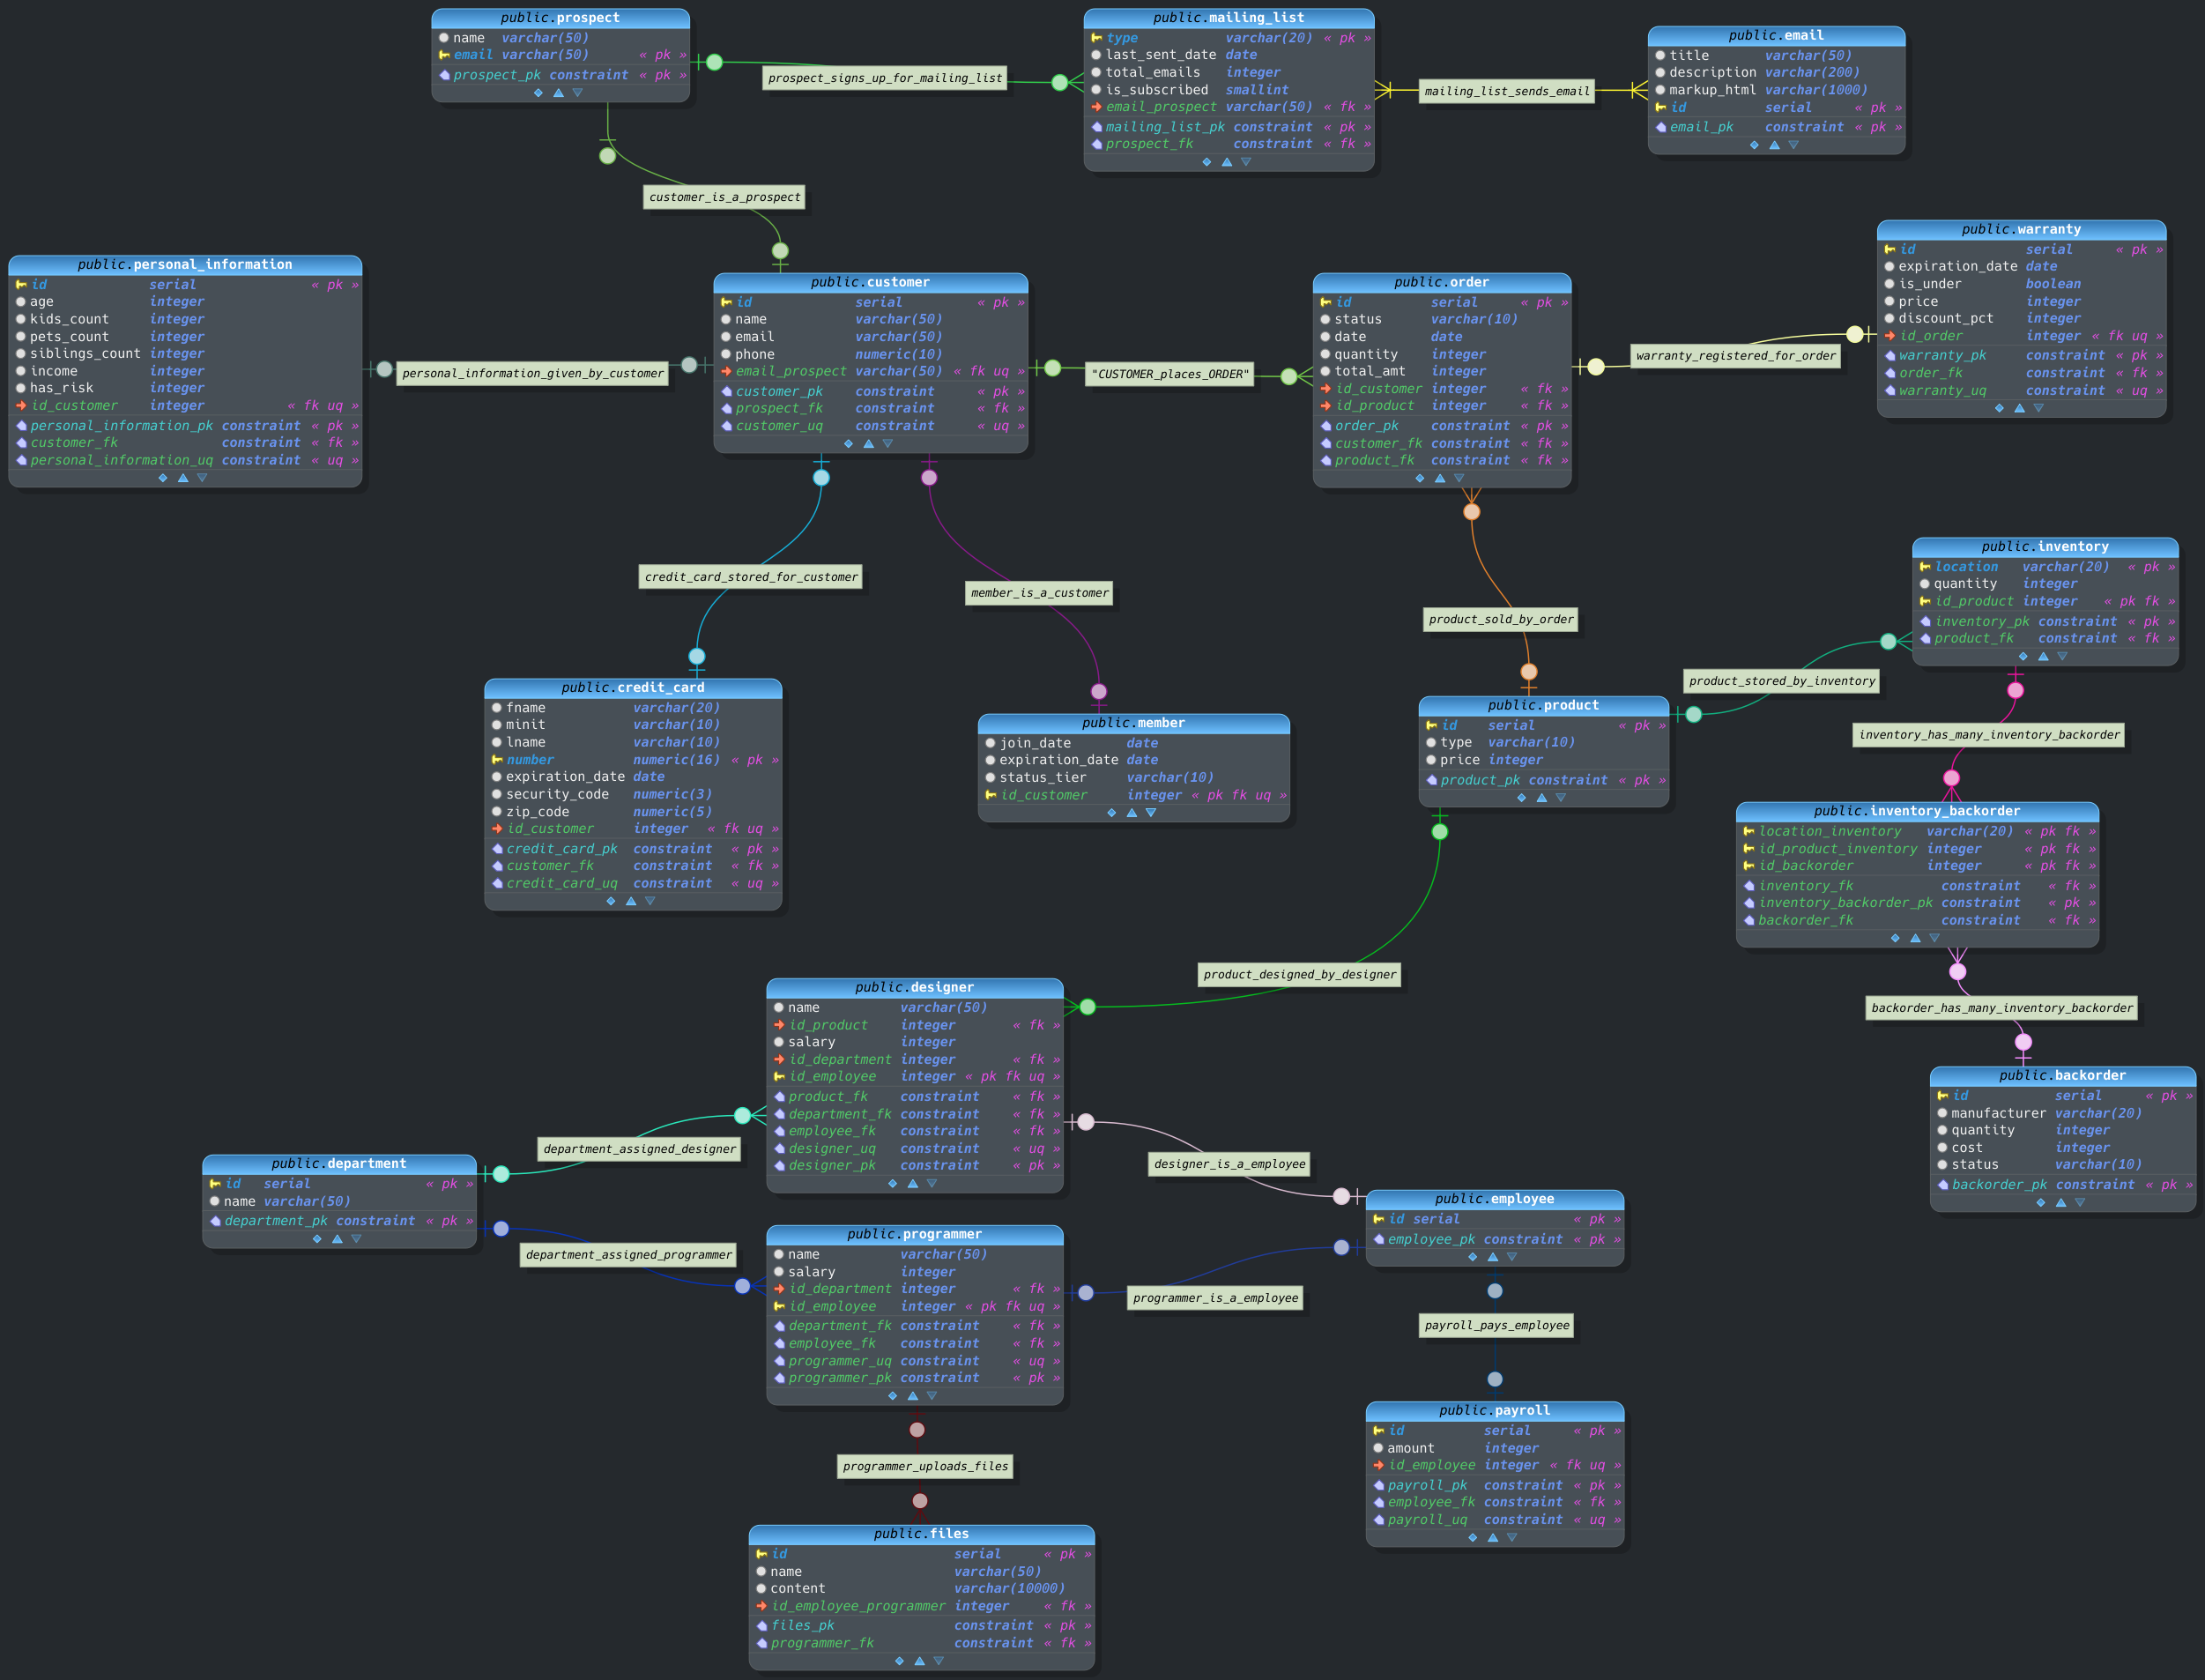 public.prospect
name varchar(50)
email varchar(50) « pk »
prospect_pk constraint « pk »
prospect_signs_up_for_mailing_list
public.mailing_list
type varchar(20) « pk »
last_sent_date date
total_emails integer
is_subscribed smallint
email_prospect varchar(50) « fk »
mailing_list_pk constraint « pk »
prospect_fk constraint « fk »
mailing_list_sends_email
public.email
title varchar(50)
description varchar(200)
markup_html varchar(1000)
id serial « pk »
email_pk constraint « pk »
customer_is_a_prospect
public.personal_information
id serial « pk »
age integer
kids_count integer
pets_count integer
siblings_count integer
income integer
has_risk integer
id_customer integer « fk uq »
personal_information_pk constraint « pk »
customer_fk constraint « fk »
personal_information_uq constraint « uq »
personal_information_given_by_customer
public.customer
id serial « pk »
name varchar(50)
email varchar(50)
phone numeric(10)
email_prospect varchar(50) « fk uq »
customer_pk constraint « pk »
prospect_fk constraint « fk »
customer_uq constraint « uq »
"CUSTOMER_places_ORDER"
public.order
id serial « pk »
status varchar(10)
date date
quantity integer
total_amt integer
id_customer integer « fk »
id_product integer « fk »
order_pk constraint « pk »
customer_fk constraint « fk »
product_fk constraint « fk »
warranty_registered_for_order
public.warranty
id serial « pk »
expiration_date date
is_under boolean
price integer
discount_pct integer
id_order integer « fk uq »
warranty_pk constraint « pk »
order_fk constraint « fk »
warranty_uq constraint « uq »
credit_card_stored_for_customer
member_is_a_customer
product_sold_by_order
public.inventory
location varchar(20) « pk »
quantity integer
id_product integer « pk fk »
inventory_pk constraint « pk »
product_fk constraint « fk »
product_stored_by_inventory
inventory_has_many_inventory_backorder
public.credit_card
fname varchar(20)
minit varchar(10)
lname varchar(10)
number numeric(16) « pk »
expiration_date date
security_code numeric(3)
zip_code numeric(5)
id_customer integer « fk uq »
credit_card_pk constraint « pk »
customer_fk constraint « fk »
credit_card_uq constraint « uq »
public.member
join_date date
expiration_date date
status_tier varchar(10)
id_customer integer « pk fk uq »
public.product
id serial « pk »
type varchar(10)
price integer
product_pk constraint « pk »
public.inventory_backorder
location_inventory varchar(20) « pk fk »
id_product_inventory integer « pk fk »
id_backorder integer « pk fk »
inventory_fk constraint « fk »
inventory_backorder_pk constraint « pk »
backorder_fk constraint « fk »
product_designed_by_designer
backorder_has_many_inventory_backorder
public.designer
name varchar(50)
id_product integer « fk »
salary integer
id_department integer « fk »
id_employee integer « pk fk uq »
product_fk constraint « fk »
department_fk constraint « fk »
employee_fk constraint « fk »
designer_uq constraint « uq »
designer_pk constraint « pk »
public.backorder
id serial « pk »
manufacturer varchar(20)
quantity integer
cost integer
status varchar(10)
backorder_pk constraint « pk »
department_assigned_designer
designer_is_a_employee
public.department
id serial « pk »
name varchar(50)
department_pk constraint « pk »
public.employee
id serial « pk »
employee_pk constraint « pk »
department_assigned_programmer
public.programmer
name varchar(50)
salary integer
id_department integer « fk »
id_employee integer « pk fk uq »
department_fk constraint « fk »
employee_fk constraint « fk »
programmer_uq constraint « uq »
programmer_pk constraint « pk »
programmer_is_a_employee
payroll_pays_employee
public.payroll
id serial « pk »
amount integer
id_employee integer « fk uq »
payroll_pk constraint « pk »
employee_fk constraint « fk »
payroll_uq constraint « uq »
programmer_uploads_files
public.files
id serial « pk »
name varchar(50)
content varchar(10000)
id_employee_programmer integer « fk »
files_pk constraint « pk »
programmer_fk constraint « fk »